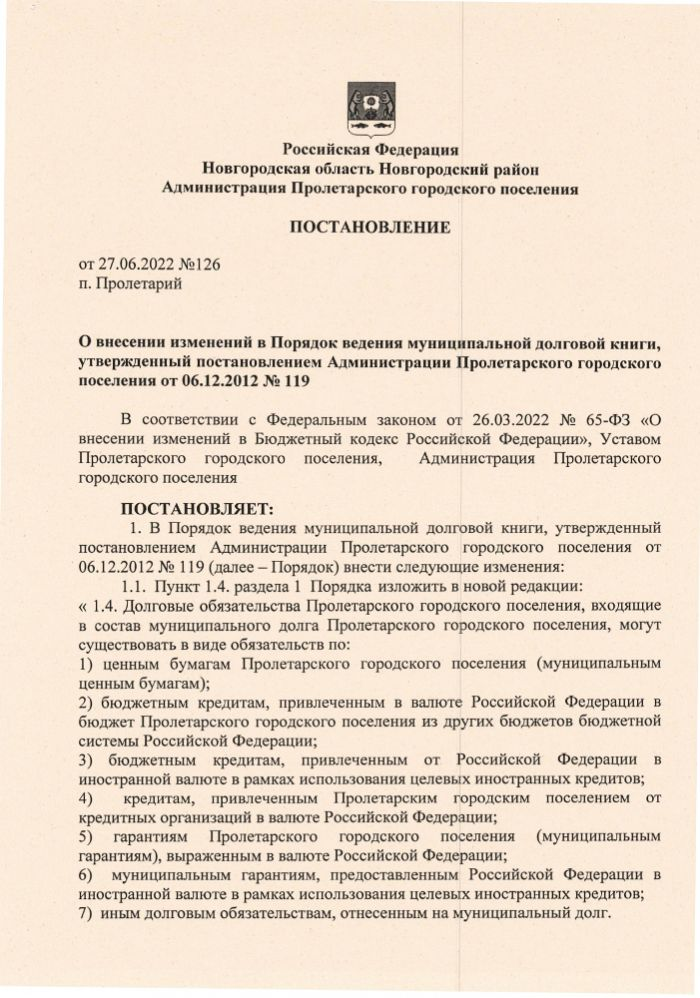 Российская Федерация
Новгородская область Новгородский район
Администрация Пролетарского городского поселения
ПОСТАНОВЛЕНИЕ
от 27.06.2022 №126
п. Пролетарий
О внесении изменений в Порядок ведения муниципальной долговой книги,
утвержденный постановлением Администрации Пролетарского городского
поселения от 06.12.2012 № 119
В соответствии с Федеральным законом от 26.03.2022 № 65-ФЗ «О
внесении изменений в Бюджетный кодекс Российской Федерации», Уставом
Пролетарского городского поселения, Администрация Пролетарского
городского поселения
ПОСТАНОВЛЯЕТ:
1. В Порядок ведения муниципальной долговой книги, утвержденный
постановлением Администрации Пролетарского городского поселения от
06.12.2012 № 119 (далее – Порядок) внести следующие изменения:
1.1. Пункт 1.4. раздела 1 Порядка изложить в новой редакции:
« 1.4. Долговые обязательства Пролетарского городского поселения, входящие
в состав муниципального долга Пролетарского городского поселения, могут
существовать в виде обязательств по:
1) ценным бумагам Пролетарского городского поселения (муниципальным
ценным бумагам);
2) бюджетным кредитам, привлеченным в валюте Российской Федерации в
бюджет Пролетарского городского поселения из других бюджетов бюджетной
системы Российской Федерации;
3) бюджетным кредитам, привлеченным от Российской Федерации в
иностранной валюте в рамках использования целевых иностранных кредитов;
4) кредитам, привлеченным Пролетарским городским поселением от
кредитных организаций в валюте Российской Федерации;
5) гарантиям Пролетарского городского поселения (муниципальным
гарантиям), выраженным в валюте Российской Федерации;
6) муниципальным гарантиям, предоставленным Российской Федерации в
иностранной валюте в рамках использования целевых иностранных кредитов;
7) иным долговым обязательствам, отнесенным на муниципальный долг.